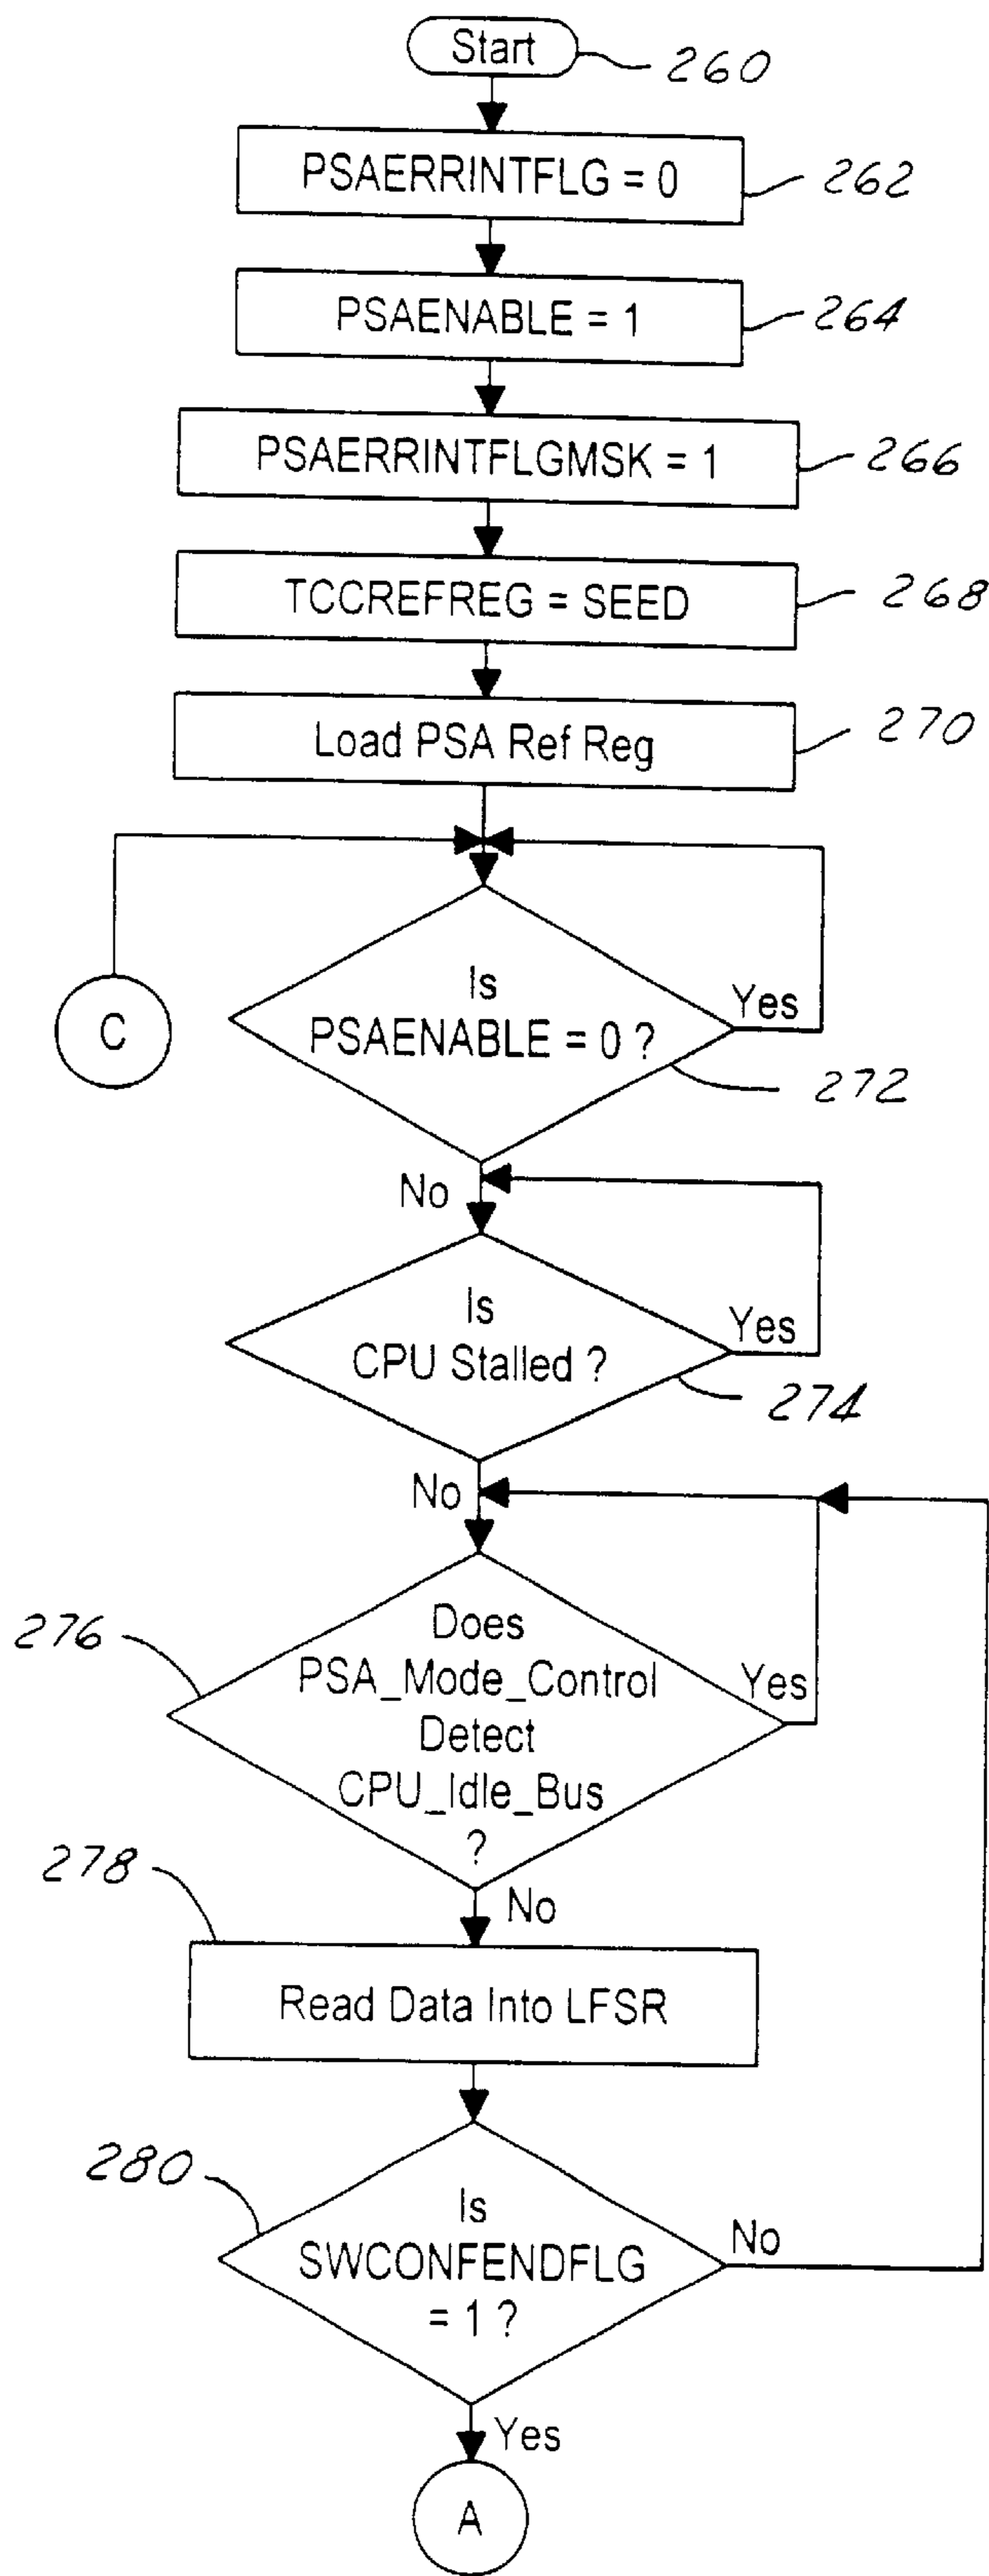 Start
260
PSAERRINTFLG = 0
262
PSAENABLE = 1
264
PSAERRINTFLGMSK = 1
266
TCCREFREG = SEED
268
Load PSA Ref Reg
270
C
Is
PSAENABLE = 0 ?
Yes
272
No
Is
CPU Stalled ?
Yes
274
No
276
Does
PSA_Mode_Control
Detect
CPU_Idle_Bus
?
Yes
278
No
Read Data Into LFSR
280
Is
SWCONFENDFLG
= 1 ?
No
Yes
A